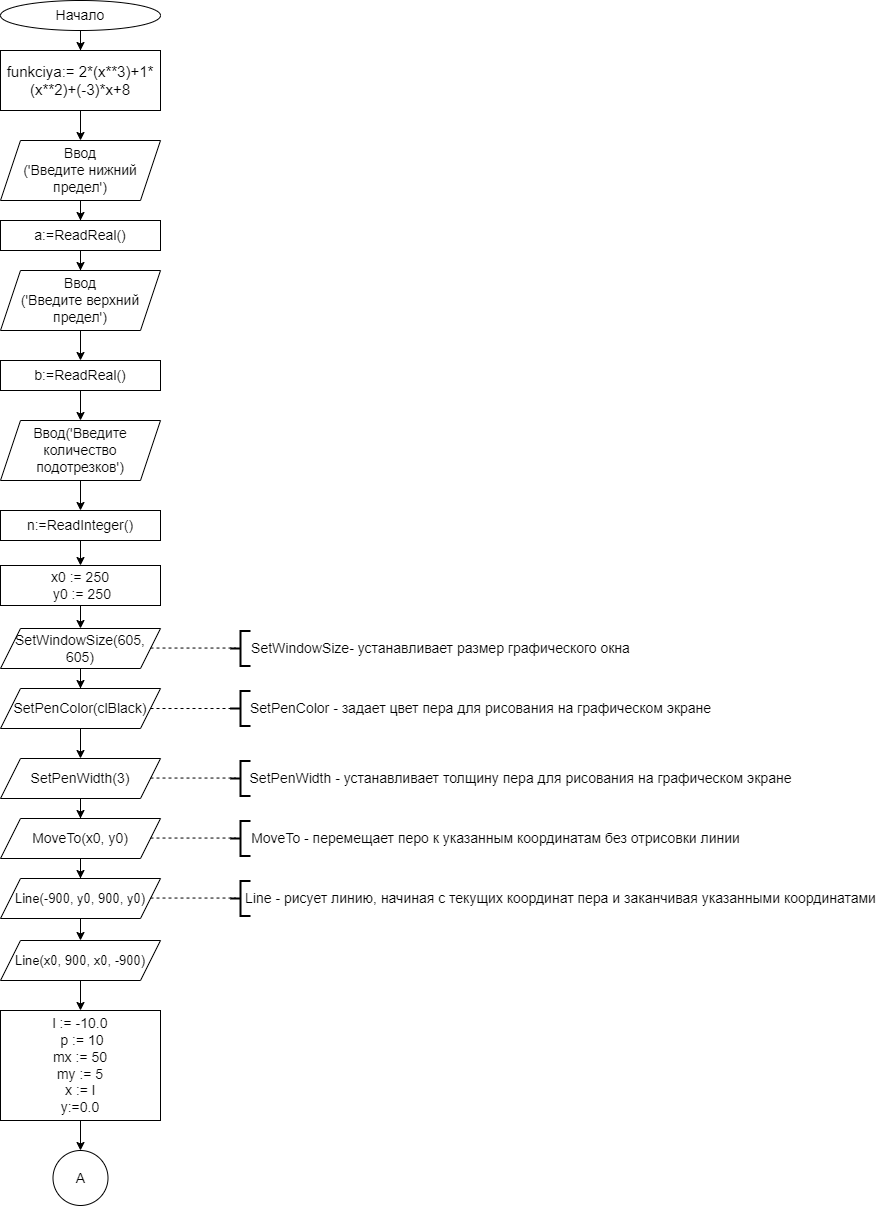 Начало
funkciya:= 2*(x**3)+1*
(x**2)+(-3)*x+8
Ввод
('Введите нижний
предел')
a:=ReadReal()
Ввод
('Введите верхний
предел')
b:=ReadReal()
Ввод('Введите
количество
подотрезков')
n:=ReadInteger()
x0 := 250
y0 := 250
SetWindowSize(605,
605)
SetWindowSize- устанавливает размер графического окна
SetPenColor(clBlack)
SetPenColor - задает цвет пера для рисования на графическом экране
SetPenWidth(3)
SetPenWidth - устанавливает толщину пера для рисования на графическом экране
MoveTo(x0, y0)
MoveTo - перемещает перо к указанным координатам без отрисовки линии
Line(-900, y0, 900, y0)
Line - рисует линию, начиная с текущих координат пера и заканчивая указанными координатами
Line(x0, 900, x0, -900)
l := -10.0
p := 10
mx := 50
my := 5
x := l
y:=0.0
A